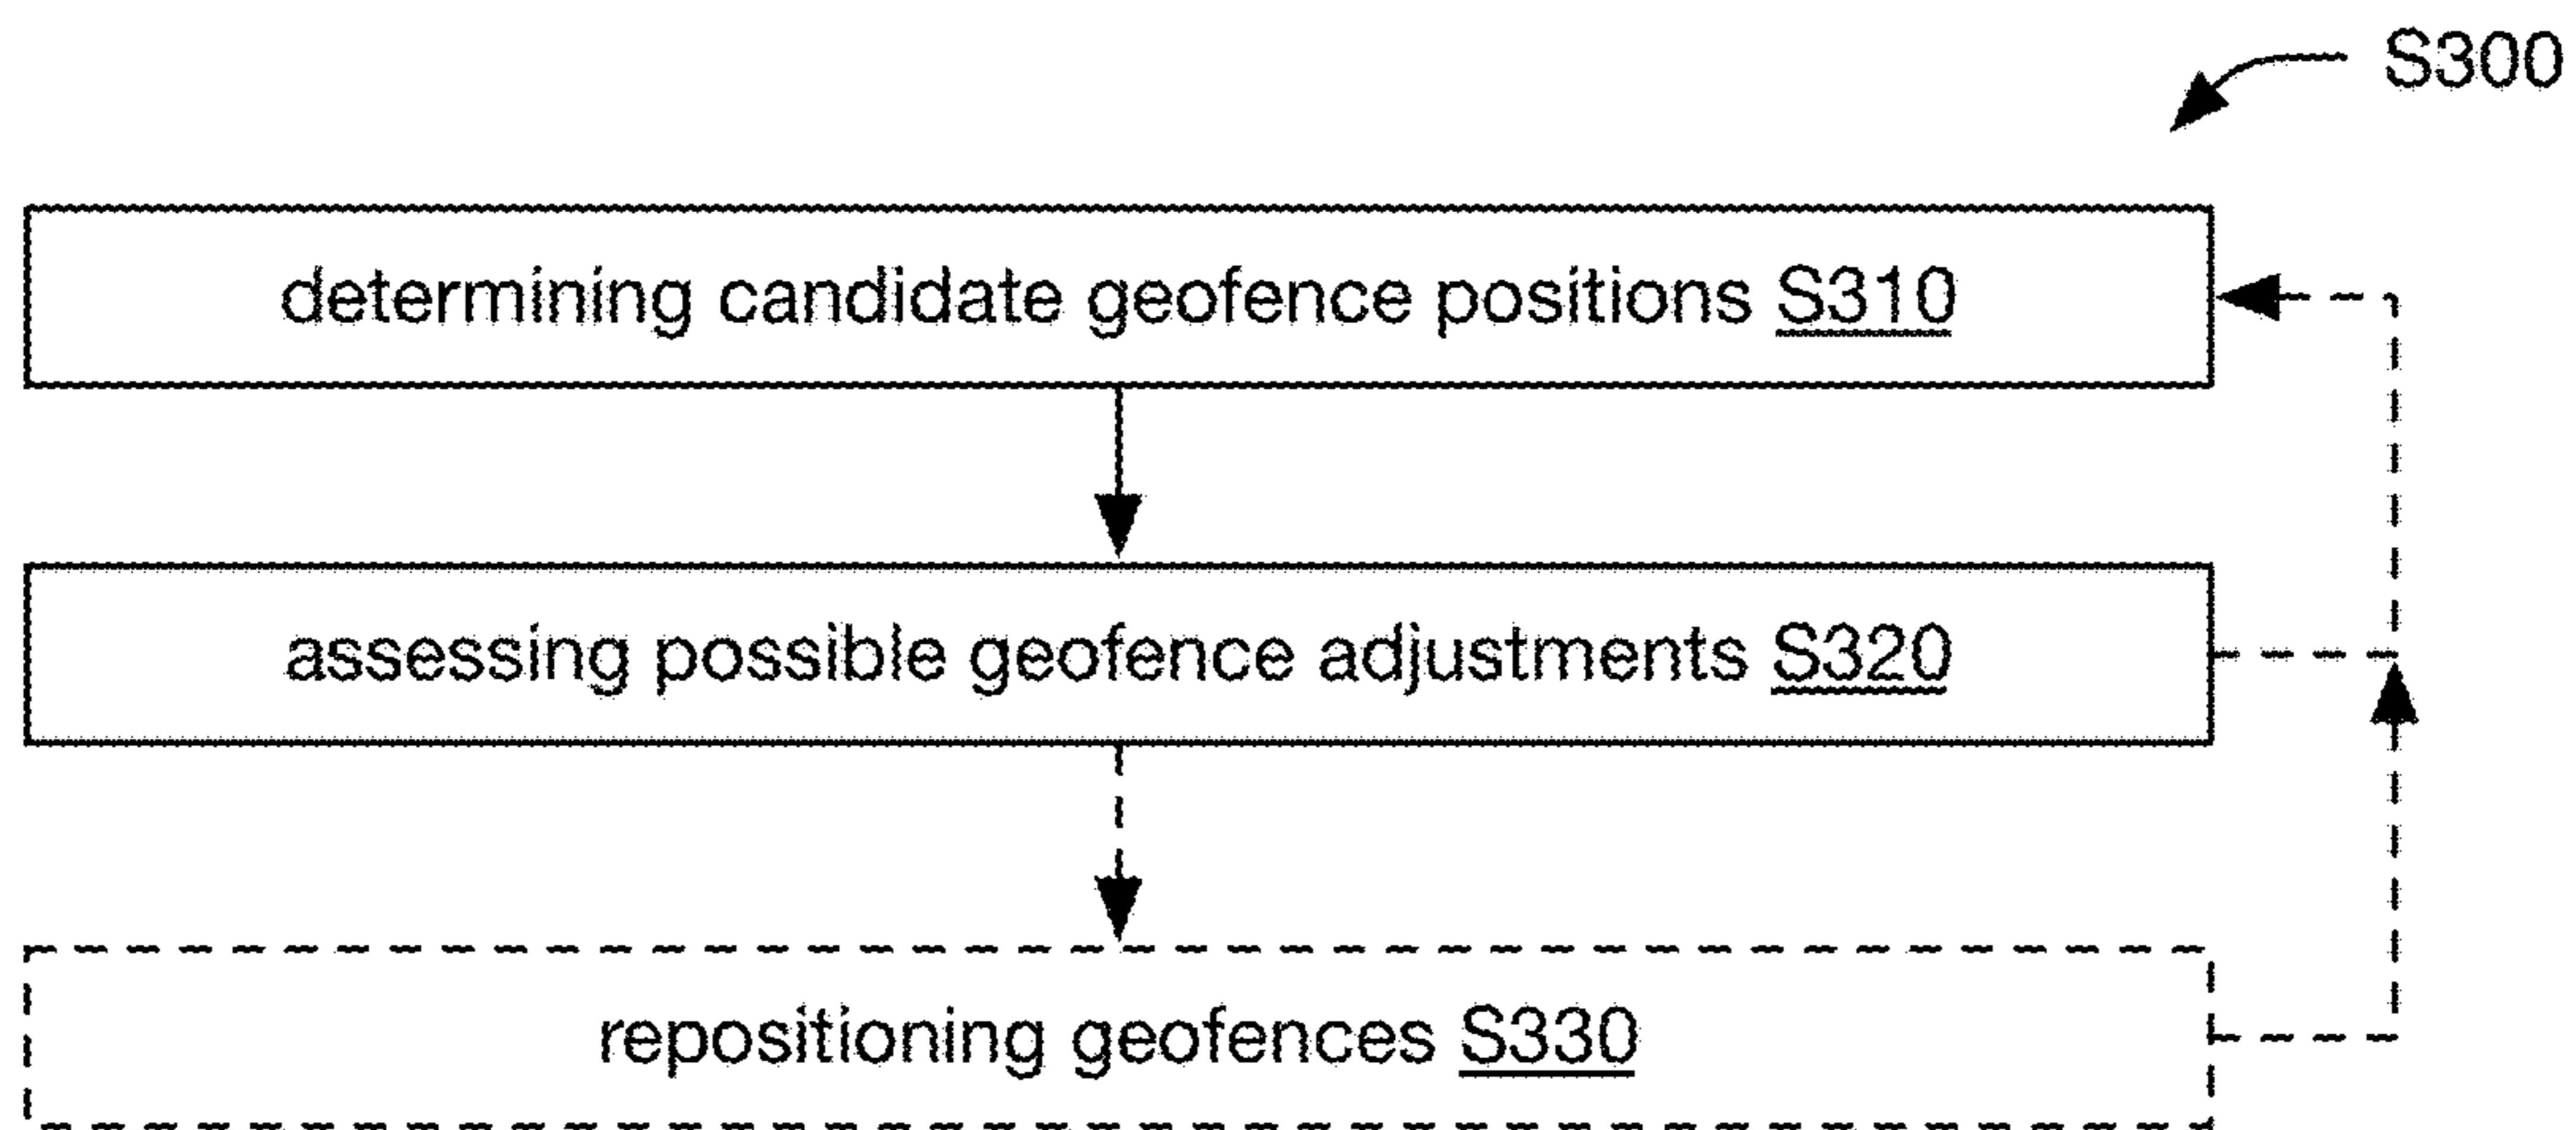 S300
determining candidate geofence positions S310
assessing possible geofence adjustments S320
repositioning geofences S330